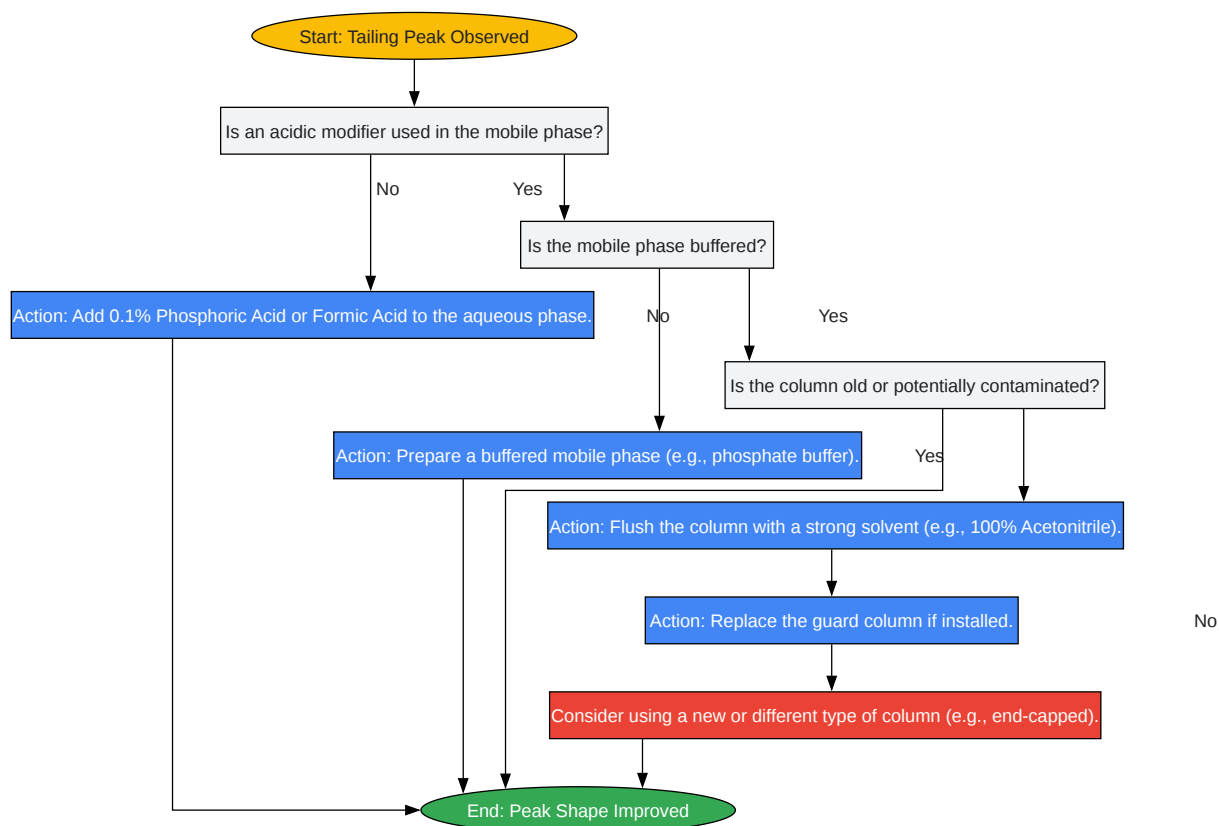 Start: Tailing Peak Observed
Is an acidic modifier used in the mobile phase?
No
Yes
Is the mobile phase buffered?
Action: Add 0.1% Phosphoric Acid or Formic Acid to the aqueous phase.
No
Yes
Is the column old or potentially contaminated?
Action: Prepare a buffered mobile phase (e.g., phosphate buffer).
Yes
Action: Flush the column with a strong solvent (e.g., 100% Acetonitrile).
Action: Replace the guard column if installed.
No
Consider using a new or different type of column (e.g., end-capped).
End: Peak Shape Improved